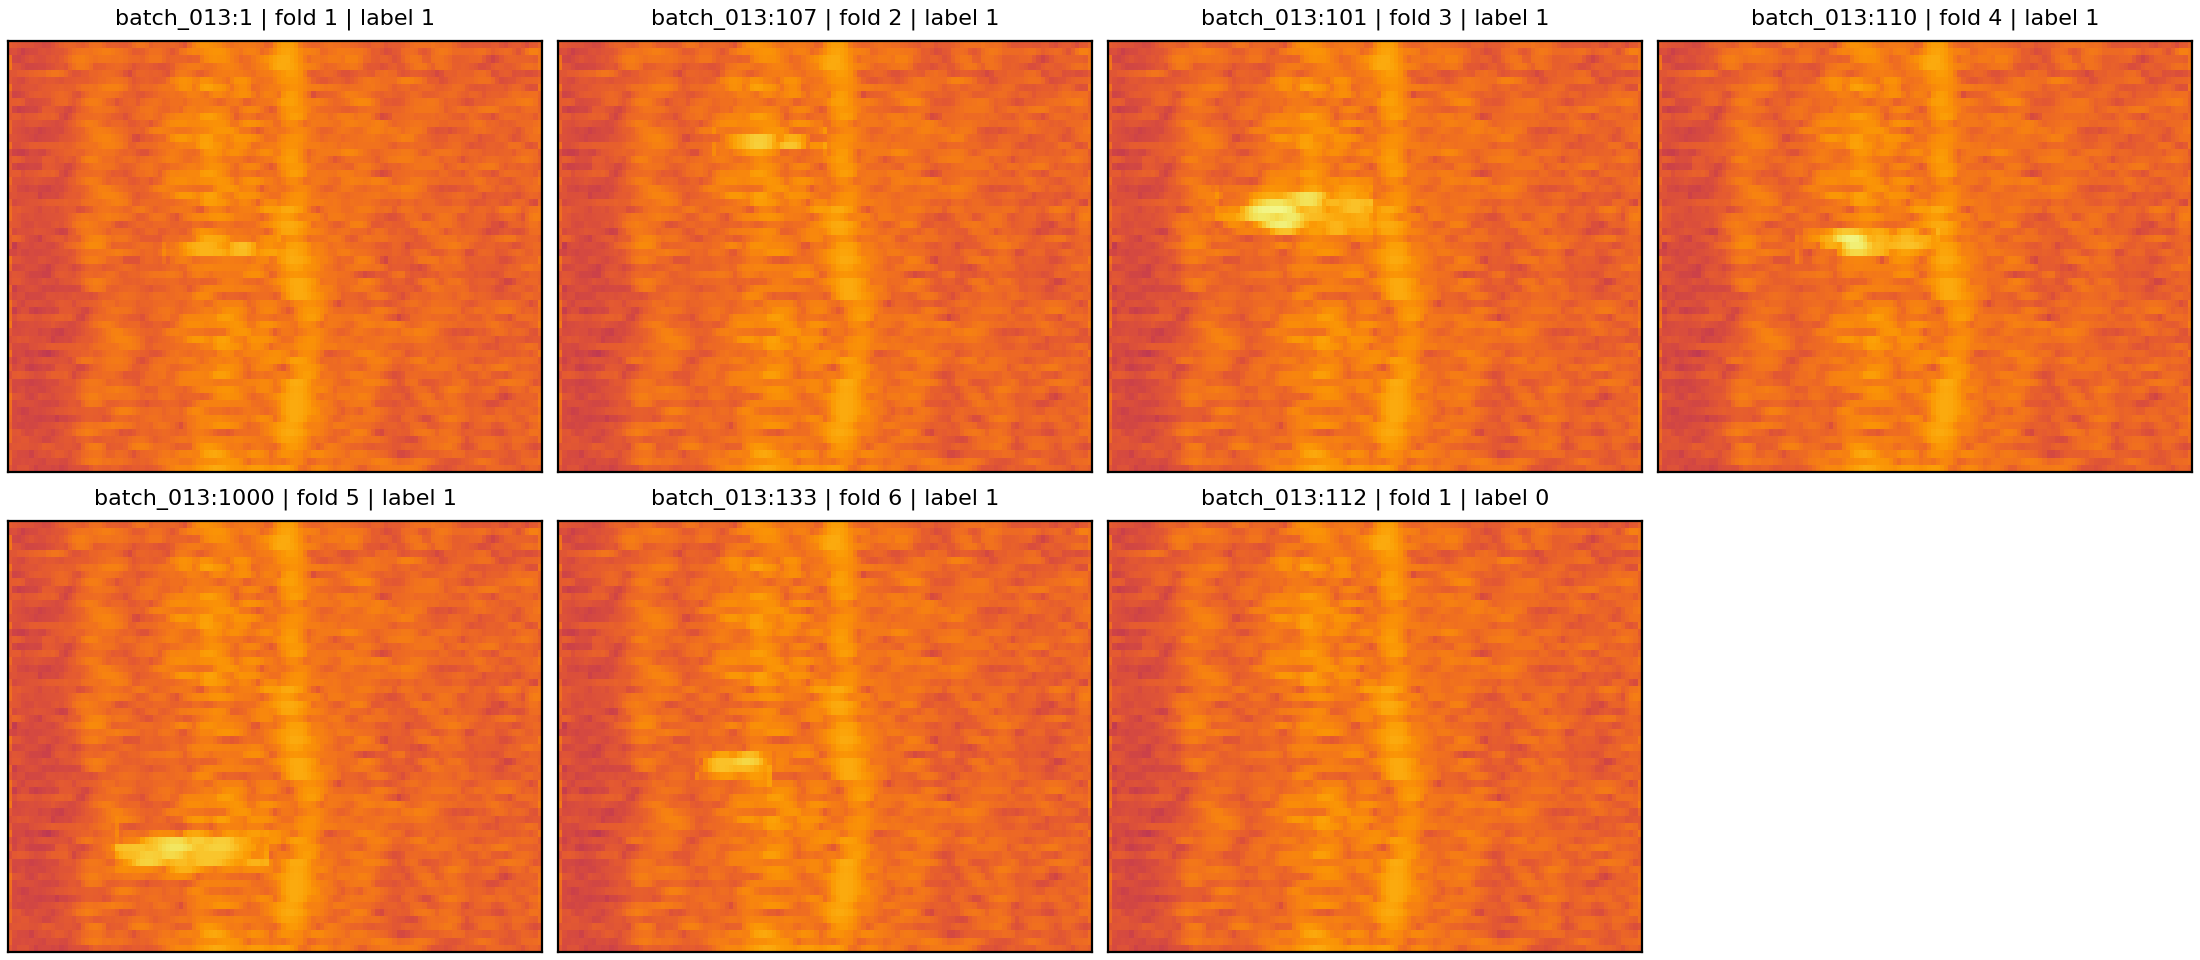 batch_013:1 | fold 1 | label 1
batch_013:107 | fold 2 | label 1
batch_013:101 | fold 3 | label 1
batch_013:110 | fold 4 | label 1
batch_013:1000 | fold 5 | label 1
batch_013:133 | fold 6 | label 1
batch_013:112 | fold 1 | label 0